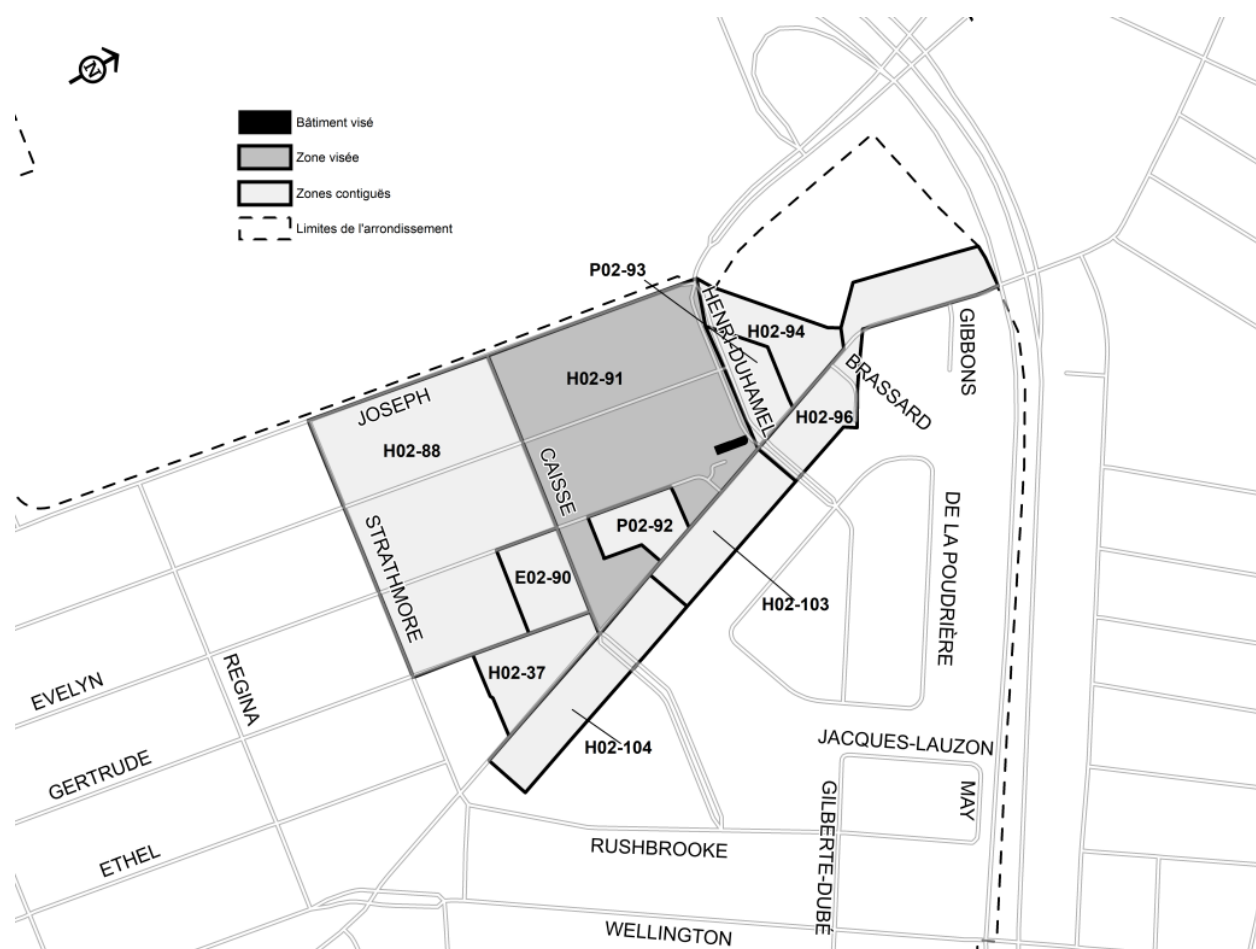 N
Bâtiment visé
Zone visée
Zones contiguës
Limites de l'arrondissement
P02-93
HENRI-DUHAMEL
H02-94
GIBBONS
BRASSARD
H02-91
JOSEPH
H02-96
H02-88
CAISSE
P02-92
STRATHMORE
E02-90
DE LA POUDRIÈRE
H02-103
H02-37
REGINA
EVELYN
H02-104
JACQUES-LAUZON
GERTRUDE
MAY
GILBERTE-DUBÉ
RUSHBROOKE
ETHEL
WELLINGTON